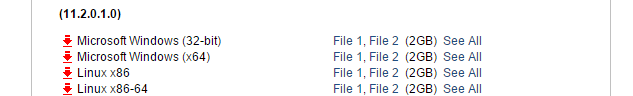 (11.2.0.1.0)
Microsoft Windows (32-bit) File 1, File 2 (2GB) See All
Microsoft Windows (x64) File 1, File 2 (2GB) See All
Linux x86 File 1, File 2 (2GB) See All
Linux x86-64 File 1, File 2 (2GB) See All